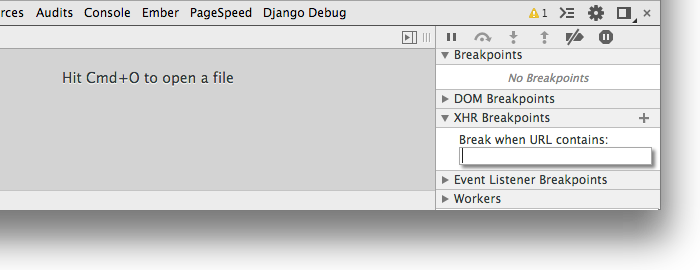 rces Audits Console Ember PageSpeed Django Debug 1
Hit Cmd+O to open a file
Breakpoints
No Breakpoints
DOM Breakpoints
XHR Breakpoints
Break when URL contains:
Event Listener Breakpoints
Workers